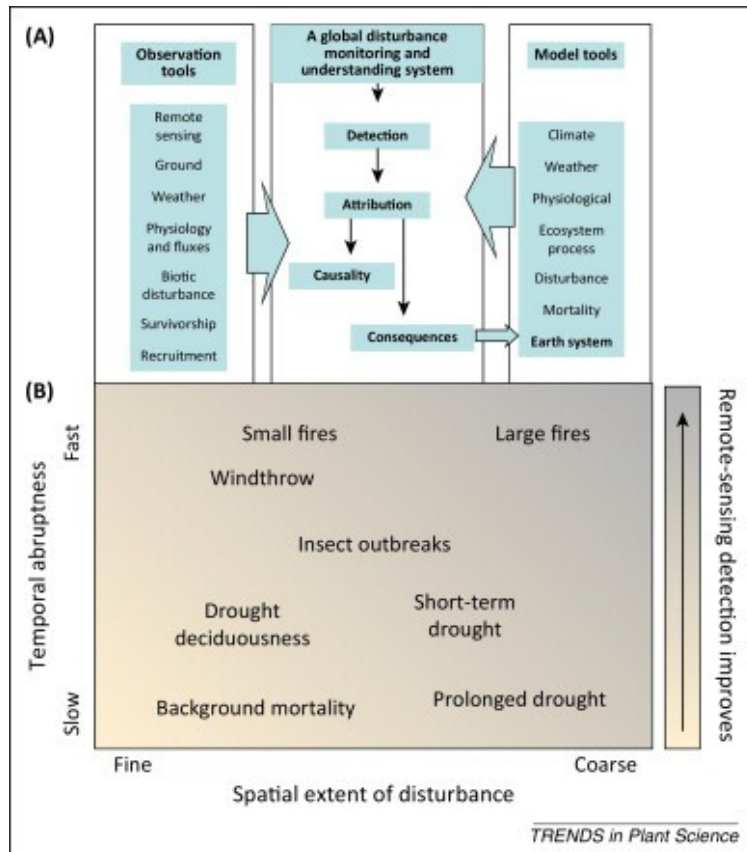 (A)
Observation
tools
Remote
sensing
Ground
Weather
Physiology
and fluxes
Biotic
disturbance
Survivorship
Recruitment
A global disturbance
monitoring and
understanding system
Detection
Attribution
Causality
Consequences
Model tools
Climate
Weather
Physiological
Ecosystem
process
Disturbance
Mortality
Earth system
(B)
Temporal abruptness
Fast
Slow
Small fires
Large fires
Windthrow
Insect outbreaks
Drought
deciduousness
Short-term
drought
Background mortality
Prolonged drought
Fine
Coarse
Spatial extent of disturbance
Remote-sensing detection improves
TRENDS in Plant Science